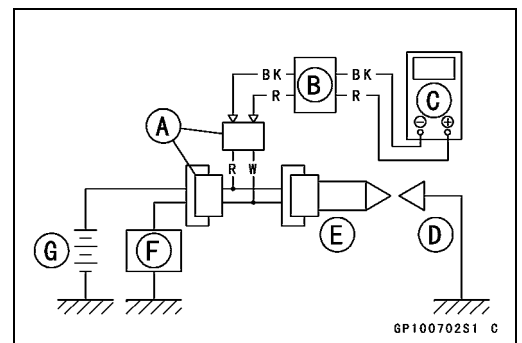 BK B BK
R R
C
⊖ ⊕
A
R W
G F E D
GP100702S1 C